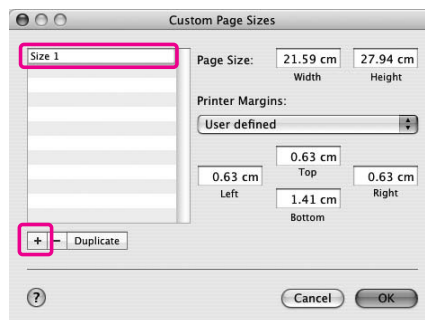 Custom Page Sizes
Size 1
Page Size: 21.59 cm 27.94 cm
Width Height
Printer Margins:
User defined
0.63 cm
Top
0.63 cm 0.63 cm
Left Right
1.41 cm
Bottom
+ − Duplicate
? Cancel OK